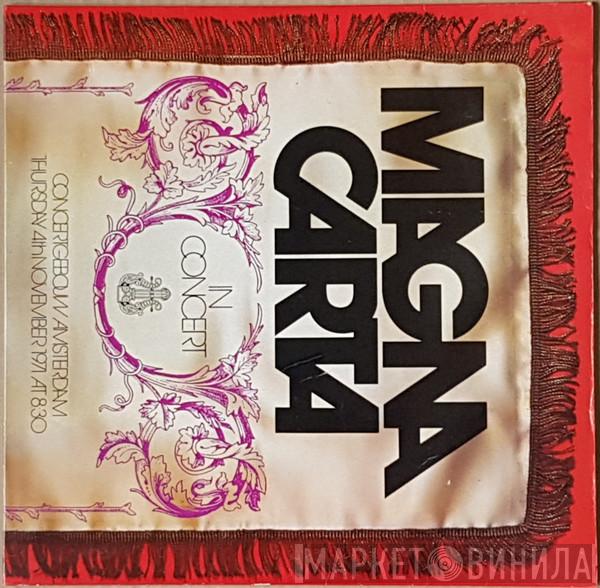 MAGNA
CARTA
IN
CONCERT
CONCERTGEBOUW AMSTERDAM
THURSDAY 4th NOVEMBER 1971 AT 8.30
МАРКЕТ ВИНИЛА